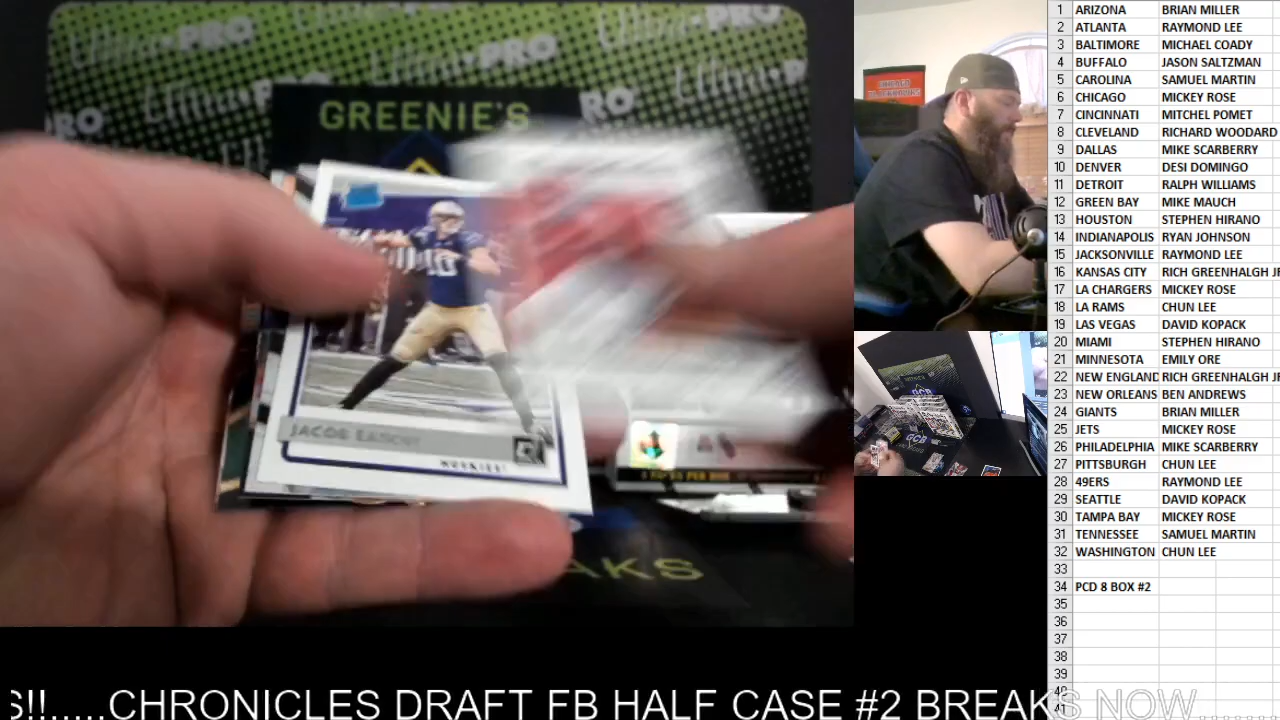 Ultra•PRO
PRO
GREENIE'S
10
JACOB EASON
HUSKIES
AKS
GCB
1 ARIZONA BRIAN MILLER
2 ATLANTA RAYMOND LEE
3 BALTIMORE MICHAEL COADY
4 BUFFALO JASON SALTZMAN
5 CAROLINA SAMUEL MARTIN
6 CHICAGO MICKEY ROSE
7 CINCINNATI MITCHEL POMET
8 CLEVELAND RICHARD WOODARD
9 DALLAS MIKE SCARBERRY
10 DENVER DESI DOMINGO
11 DETROIT RALPH WILLIAMS
12 GREEN BAY MIKE MAUCH
13 HOUSTON STEPHEN HIRANO
14 INDIANAPOLIS RYAN JOHNSON
15 JACKSONVILLE RAYMOND LEE
16 KANSAS CITY RICH GREENHALGH JR
17 LA CHARGERS MICKEY ROSE
18 LA RAMS CHUN LEE
19 LAS VEGAS DAVID KOPACK
20 MIAMI STEPHEN HIRANO
21 MINNESOTA EMILY ORE
22 NEW ENGLAND RICH GREENHALGH JR
23 NEW ORLEANS BEN ANDREWS
24 GIANTS BRIAN MILLER
25 JETS MICKEY ROSE
26 PHILADELPHIA MIKE SCARBERRY
27 PITTSBURGH CHUN LEE
28 49ERS RAYMOND LEE
29 SEATTLE DAVID KOPACK
30 TAMPA BAY MICKEY ROSE
31 TENNESSEE SAMUEL MARTIN
32 WASHINGTON CHUN LEE
33
34 PCD 8 BOX #2
35
36
37
38
39
40
41
S!!.....CHRONICLES DRAFT FB HALF CASE #2 BREAKS NOW........